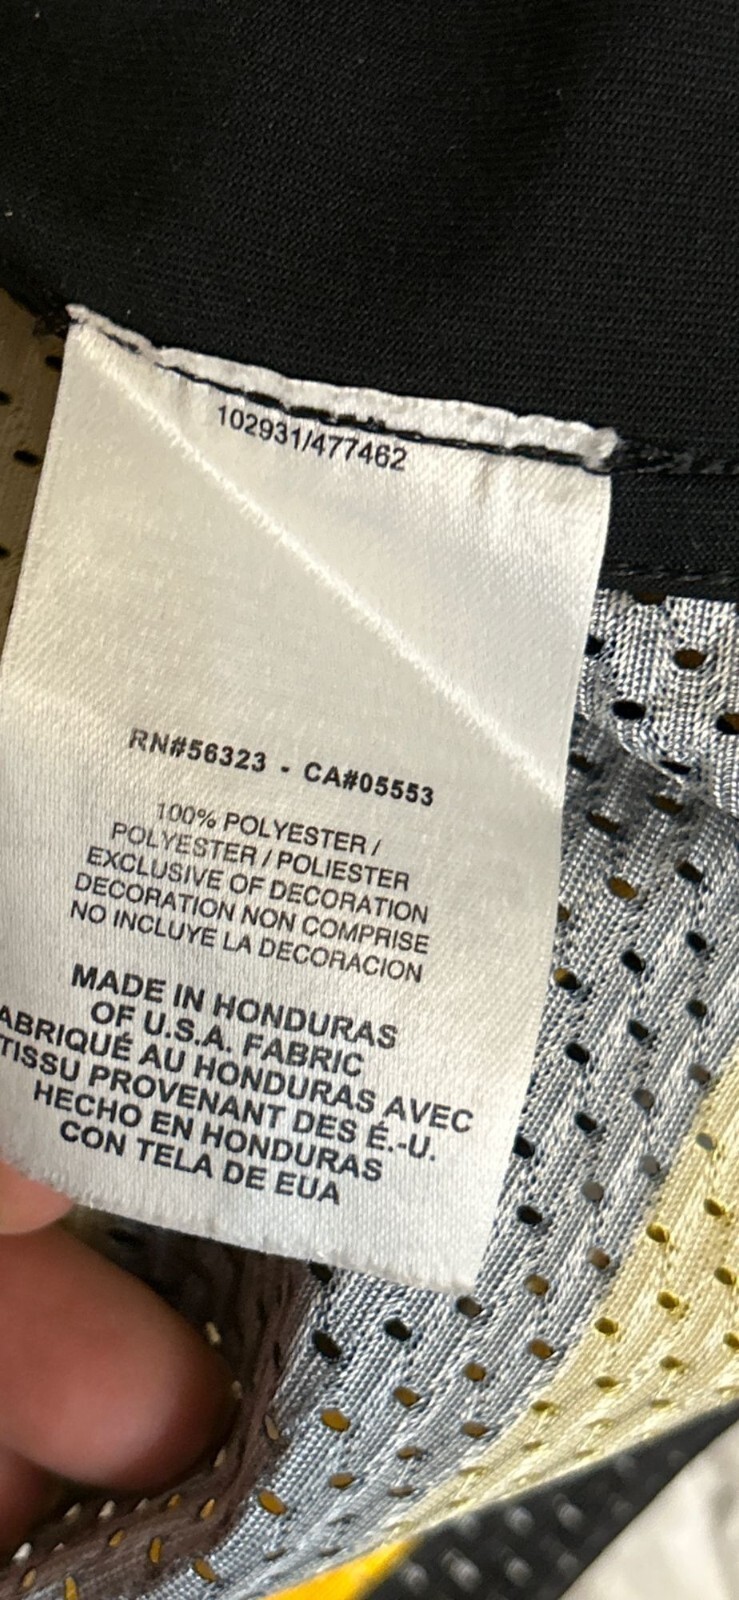 102931/477462
RN#56323 - CA#05553
100% POLYESTER /
POLYESTER / POLIESTER
EXCLUSIVE OF DECORATION
DECORATION NON COMPRISE
NO INCLUYE LA DECORACION
MADE IN HONDURAS
OF U.S.A. FABRIC
ABRIQUÉ AU HONDURAS AVEC
TISSU PROVENANT DES É.-U.
HECHO EN HONDURAS
CON TELA DE EUA